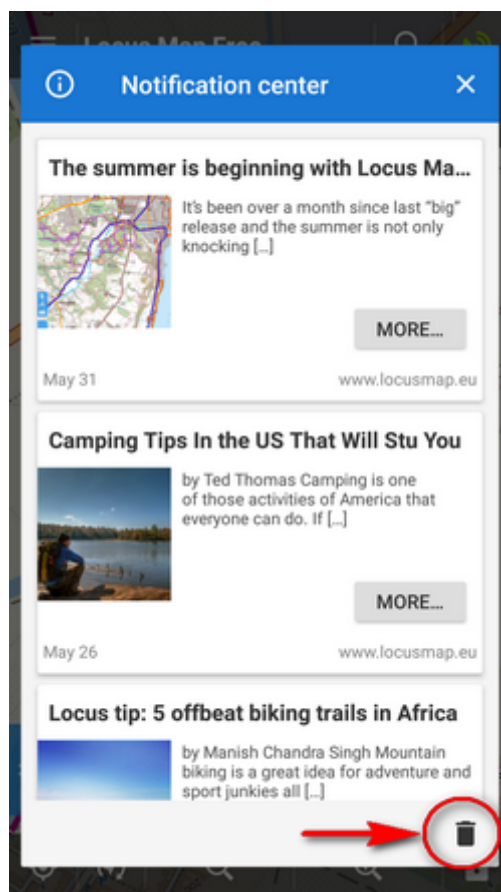 Locus Map Free
Notification center
The summer is beginning with Locus Ma...
It's been over a month since last "big"
release and the summer is not only
knocking [...]
MORE...
May 31
www.locusmap.eu
Camping Tips In the US That Will Stu You
by Ted Thomas Camping is one
of those activities of America that
everyone can do. If [...]
MORE...
May 26
www.locusmap.eu
Locus tip: 5 offbeat biking trails in Africa
by Manish Chandra Singh Mountain
biking is a great idea for adventure and
sport junkies all [...]